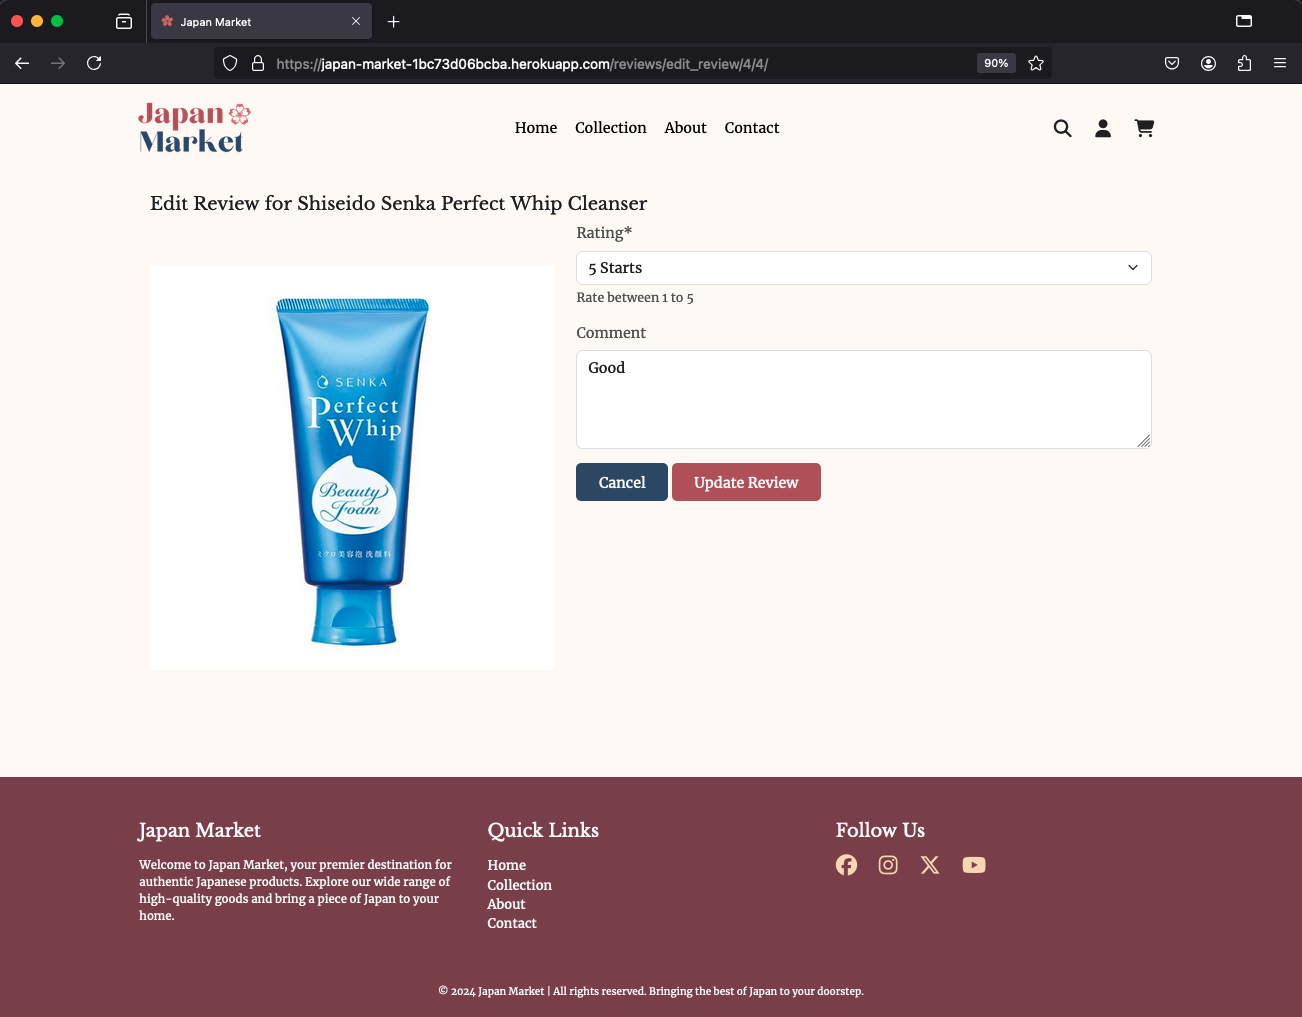 Japan Market
https://japan-market-1bc73d06bcba.herokuapp.com/reviews/edit_review/4/4/
90%
Japan
Market
Home Collection About Contact
Edit Review for Shiseido Senka Perfect Whip Cleanser
Rating*
5 Starts
Rate between 1 to 5
Comment
Good
Cancel Update Review
SENKA
Perfect
Whip
Beauty
Foam
ミクロ美容泡 洗顔料
Japan Market
Welcome to Japan Market, your premier destination for
authentic Japanese products. Explore our wide range of
high-quality goods and bring a piece of Japan to your
home.
Quick Links
Home
Collection
About
Contact
Follow Us
© 2024 Japan Market | All rights reserved. Bringing the best of Japan to your doorstep.